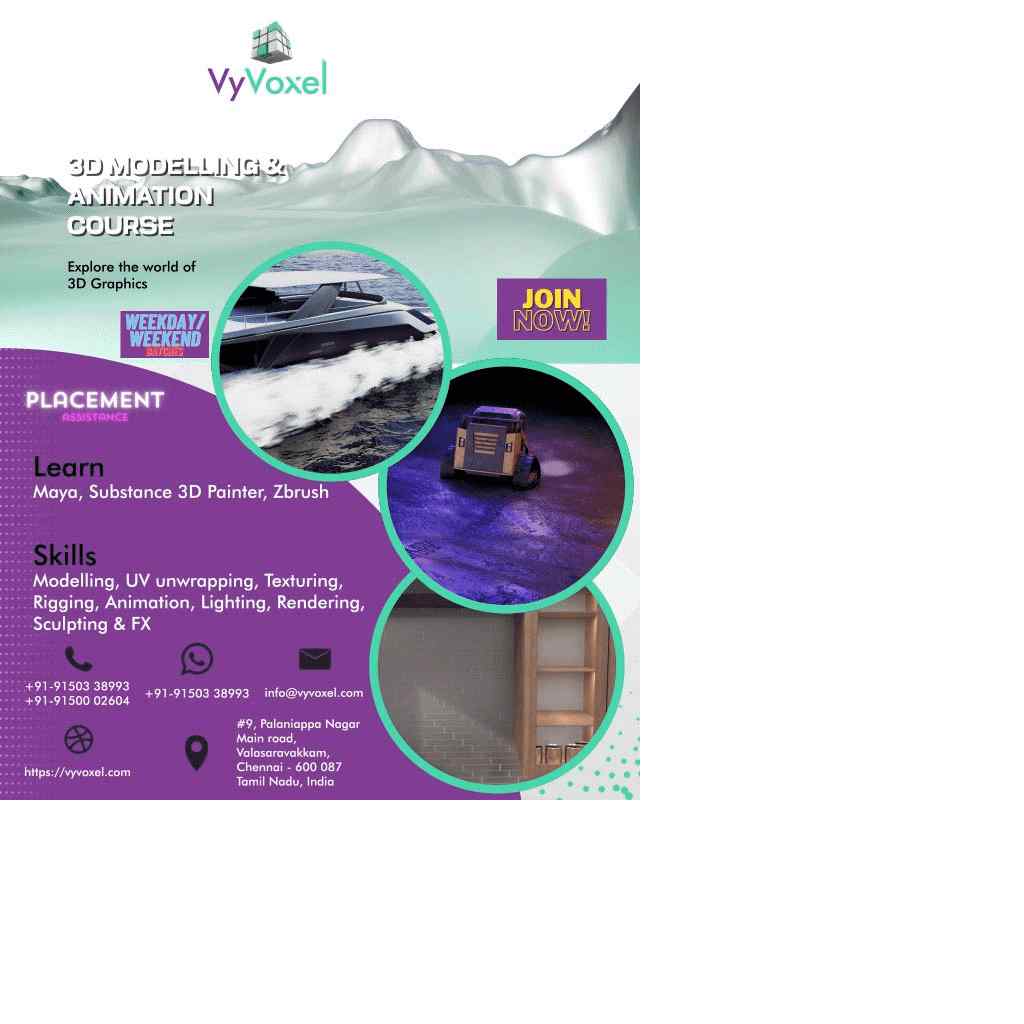 VyVoxel
3D MODELLING &
ANIMATION
COURSE
Explore the world of
3D Graphics
WEEKDAY/
WEEKEND
BATCHES
JOIN
NOW!
PLACEMENT
ASSISTANCE
Learn
Maya, Substance 3D Painter, Zbrush
Skills
Modelling, UV unwrapping, Texturing,
Rigging, Animation, Lighting, Rendering,
Sculpting & FX
+91-91503 38993
+91-91500 02604
+91-91503 38993
info@vyvoxel.com
https://vyvoxel.com
#9, Palaniappa Nagar
Main road,
Valasaravakkam,
Chennai - 600 087
Tamil Nadu, India